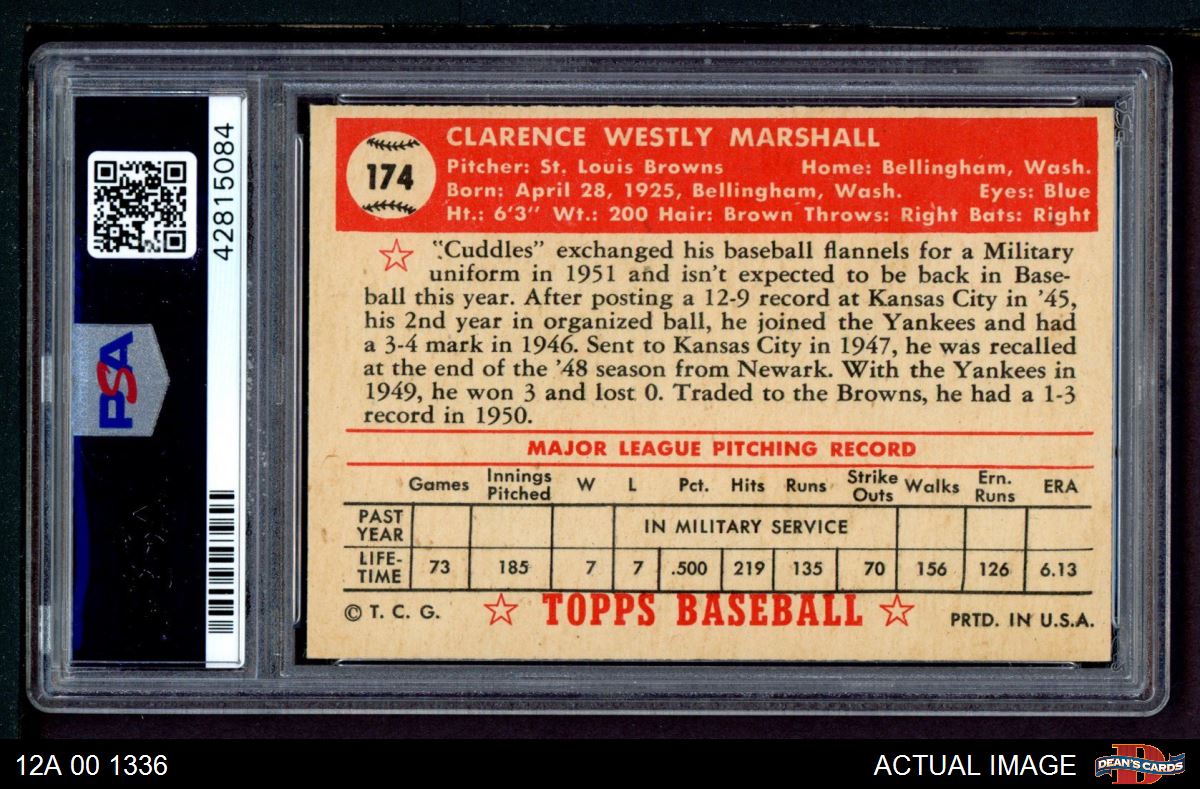 42815084
PSA
174
CLARENCE WESTLY MARSHALL
Pitcher: St. Louis Browns Home: Bellingham, Wash.
Born: April 28, 1925, Bellingham, Wash. Eyes: Blue
Ht.: 6'3" Wt.: 200 Hair: Brown Throws: Right Bats: Right
"Cuddles" exchanged his baseball flannels for a Military
uniform in 1951 and isn't expected to be back in Base-
ball this year. After posting a 12-9 record at Kansas City in '45,
his 2nd year in organized ball, he joined the Yankees and had
a 3-4 mark in 1946. Sent to Kansas City in 1947, he was recalled
at the end of the '48 season from Newark. With the Yankees in
1949, he won 3 and lost 0. Traded to the Browns, he had a 1-3
record in 1950.
MAJOR LEAGUE PITCHING RECORD
Games Innings Pitched W L Pct. Hits Runs Strike Outs Walks Ern. Runs ERA
PAST YEAR IN MILITARY SERVICE
LIFE-TIME 73 185 7 7 .500 219 135 70 156 126 6.13
© T. C. G. ☆ TOPPS BASEBALL ☆ PRTD. IN U.S.A.
12A 00 1336
ACTUAL IMAGE
DEAN'S CARDS